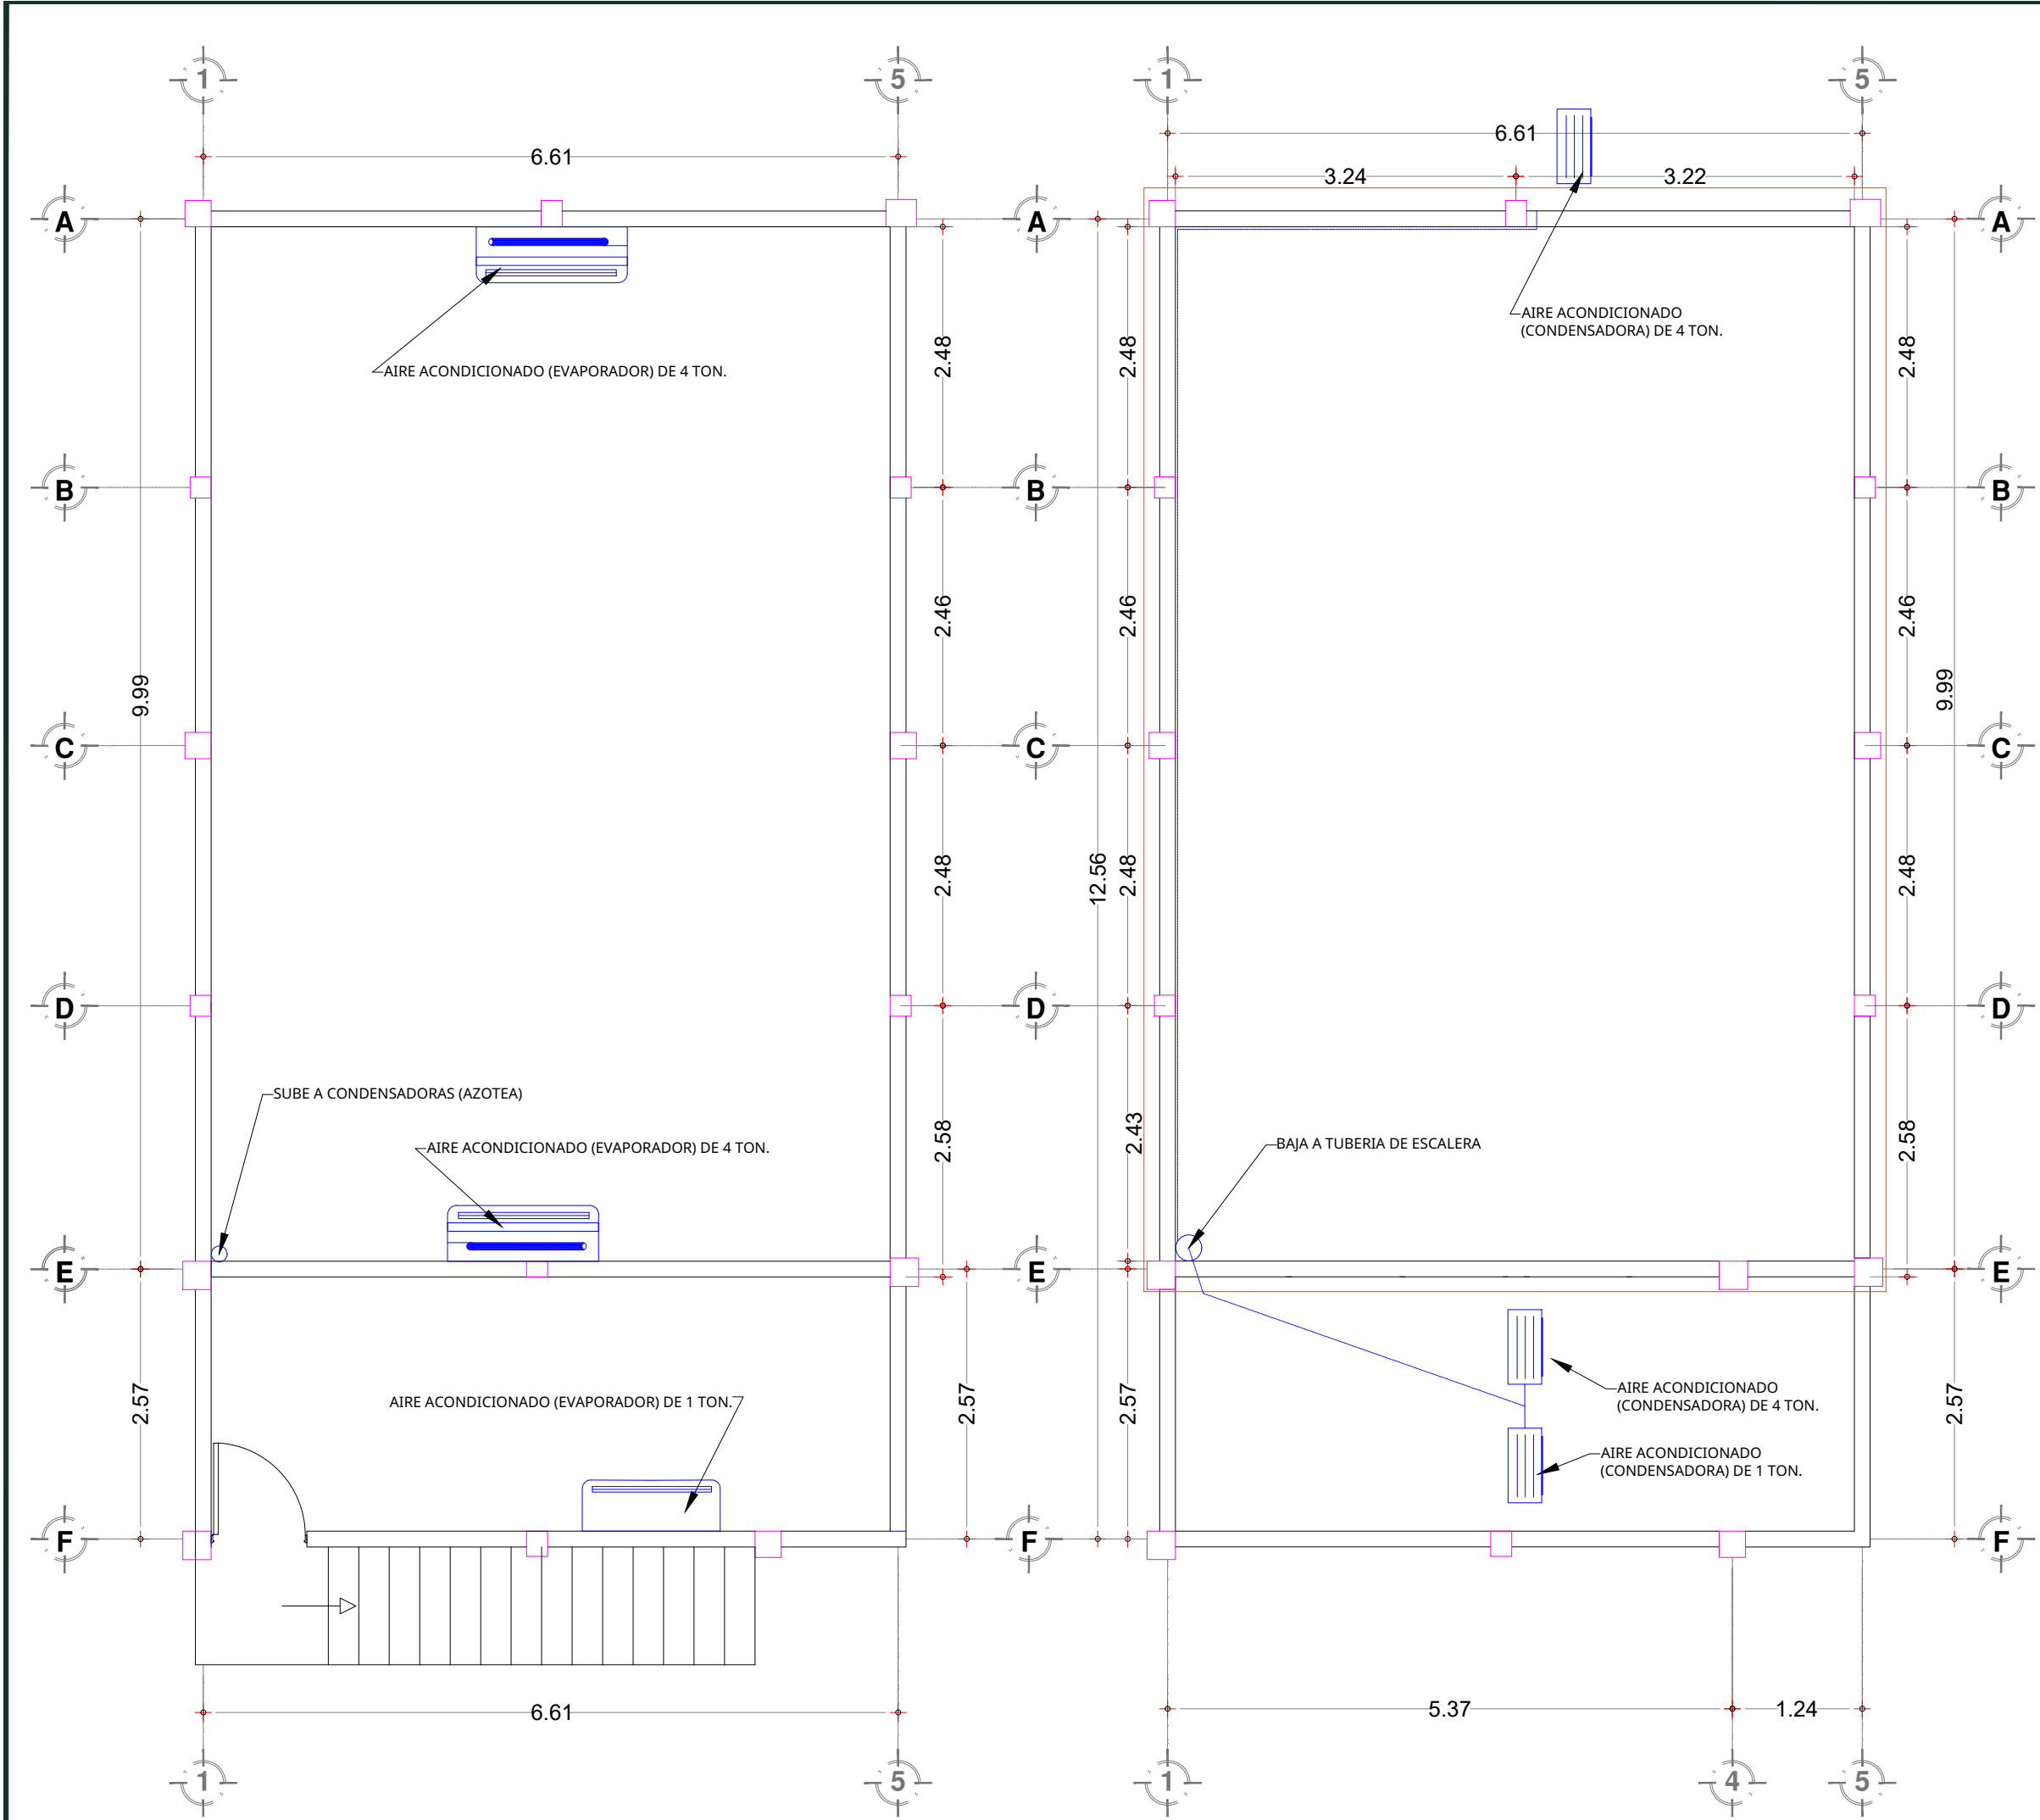 1
5
1
5
6.61
6.61
3.24
3.22
A
A
A
AIRE ACONDICIONADO
(CONDENSADORA) DE 4 TON.
2.48
2.48
2.48
AIRE ACONDICIONADO (EVAPORADOR) DE 4 TON.
B
B
B
2.46
2.46
2.46
9.99
9.99
C
C
C
2.48
12.56
2.48
2.48
D
D
D
SUBE A CONDENSADORAS (AZOTEA)
AIRE ACONDICIONADO (EVAPORADOR) DE 4 TON.
2.58
2.43
BAJA A TUBERIA DE ESCALERA
2.58
E
E
E
AIRE ACONDICIONADO (EVAPORADOR) DE 1 TON.
2.57
2.57
2.57
AIRE ACONDICIONADO
(CONDENSADORA) DE 4 TON.
2.57
AIRE ACONDICIONADO
(CONDENSADORA) DE 1 TON.
F
F
F
6.61
5.37
1.24
1
5
1
4
5